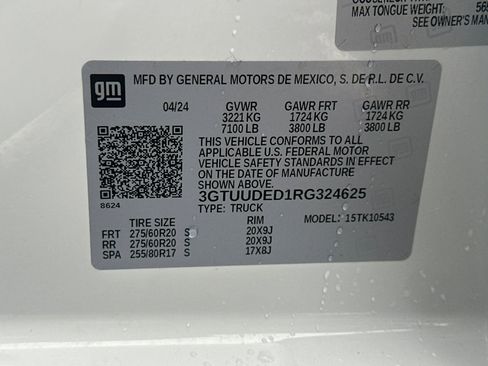 MAX TONGUE WEIGHT:
SEE OWNER'S MAN
gm
MFD BY GENERAL MOTORS DE MEXICO, S. DE R.L. DE C.V.
04/24 GVWR GAWR FRT GAWR RR
3221 KG 1724 KG 1724 KG
7100 LB 3800 LB 3800 LB
THIS VEHICLE CONFORMS TO ALL
APPLICABLE U.S. FEDERAL MOTOR
VEHICLE SAFETY STANDARDS IN EFFECT
ON THE DATE OF MANUFACTURE
SHOWN ABOVE.
8624
3GTUUDED1RG324625
TYPE: TRUCK MODEL: 15TK10543
TIRE SIZE RIM
FRT 275/60R20 S 20X9J
RR 275/60R20 S 20X9J
SPA 255/80R17 S 17X8J